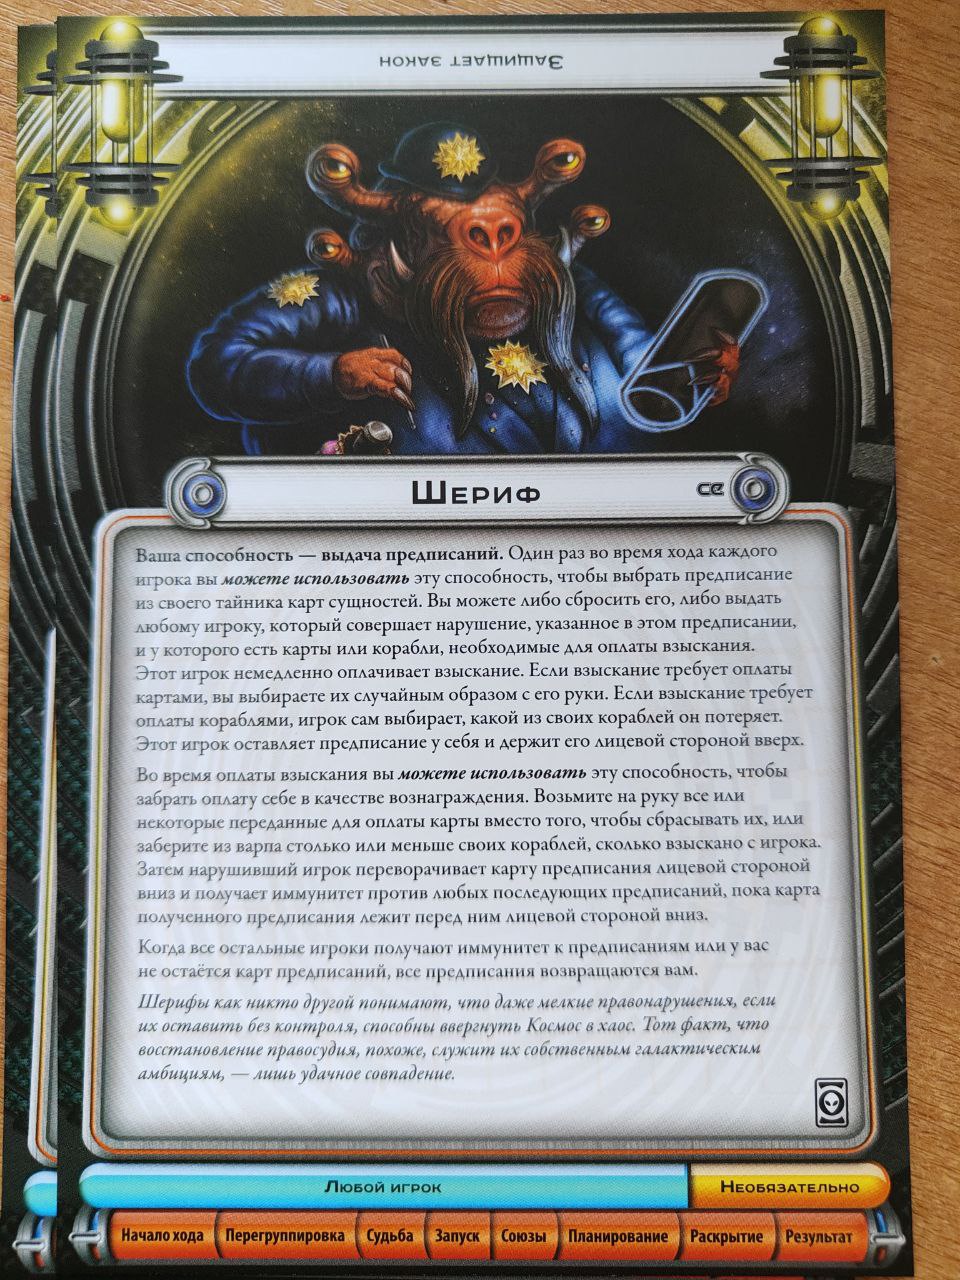 Защищает закон
Шериф
CE
Ваша способность — выдача предписаний. Один раз во время хода каждого
игрока вы можете использовать эту способность, чтобы выбрать предписание
из своего тайника карт сущностей. Вы можете либо сбросить его, либо выдать
любому игроку, который совершает нарушение, указанное в этом предписании,
и у которого есть карты или корабли, необходимые для оплаты взыскания.
Этот игрок немедленно оплачивает взыскание. Если взыскание требует оплаты
картами, вы выбираете их случайным образом с его руки. Если взыскание требует
оплаты кораблями, игрок сам выбирает, какой из своих кораблей он потеряет.
Этот игрок оставляет предписание у себя и держит его лицевой стороной вверх.
Во время оплаты взыскания вы можете использовать эту способность, чтобы
забрать оплату себе в качестве вознаграждения. Возьмите на руку все или
некоторые переданные для оплаты карты вместо того, чтобы сбрасывать их, или
заберите из варпа столько или меньше своих кораблей, сколько взыскано с игрока.
Затем нарушивший игрок переворачивает карту предписания лицевой стороной
вниз и получает иммунитет против любых последующих предписаний, пока карта
полученного предписания лежит перед ним лицевой стороной вниз.
Когда все остальные игроки получают иммунитет к предписаниям или у вас
не остаётся карт предписаний, все предписания возвращаются вам.
Шерифы как никто другой понимают, что даже мелкие правонарушения, если
их оставить без контроля, способны ввергнуть Космос в хаос. Тот факт, что
восстановление правосудия, похоже, служит их собственным галактическим
амбициям, — лишь удачное совпадение.
Любой игрок Необязательно
Начало хода Перегруппировка Судьба Запуск Союзы Планирование Раскрытие Результат